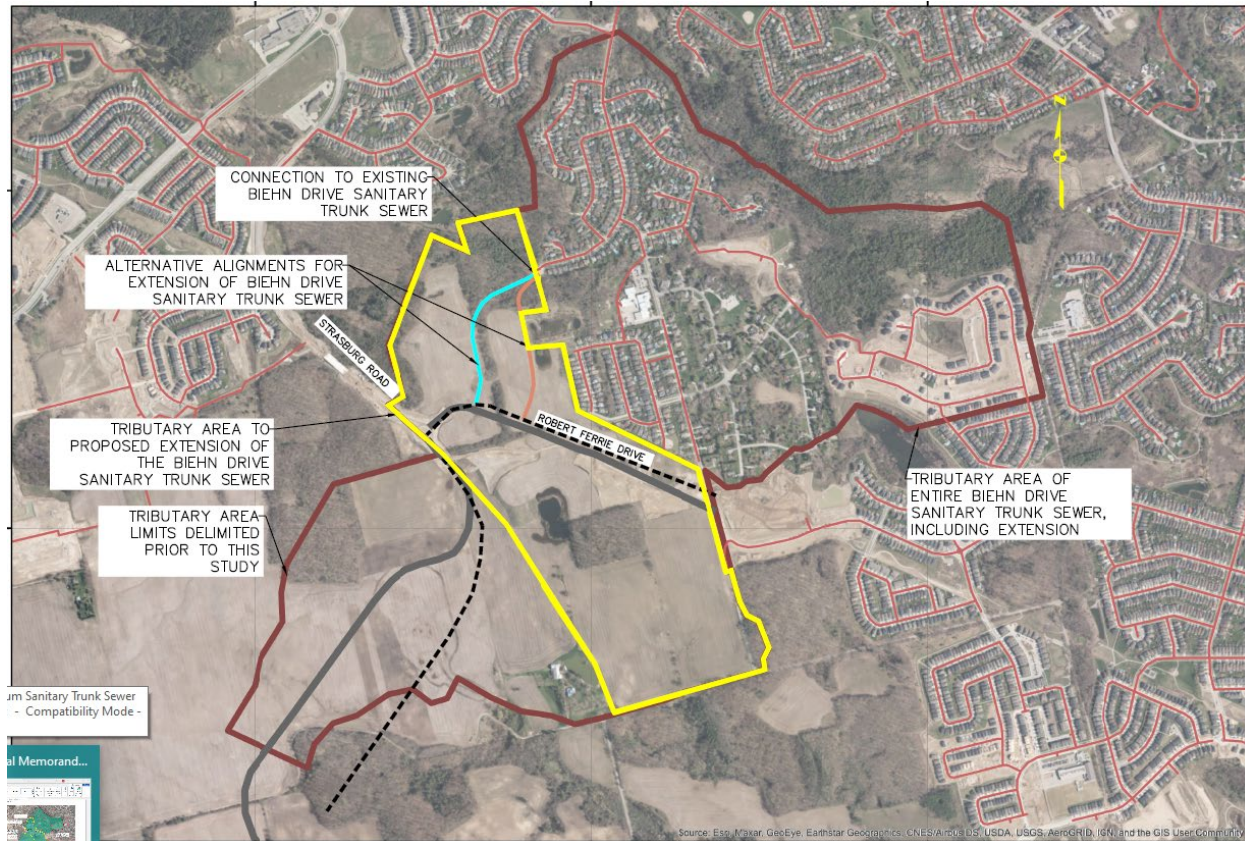 CONNECTION TO EXISTING
BIEHN DRIVE SANITARY
TRUNK SEWER
ALTERNATIVE ALIGNMENTS FOR
EXTENSION OF BIEHN DRIVE
SANITARY TRUNK SEWER
STRASBURG ROAD
ROBERT FERRIE DRIVE
TRIBUTARY AREA TO
PROPOSED EXTENSION OF
THE BIEHN DRIVE
SANITARY TRUNK SEWER
TRIBUTARY AREA
LIMITS DELIMITED
PRIOR TO THIS
STUDY
TRIBUTARY AREA OF
ENTIRE BIEHN DRIVE
SANITARY TRUNK SEWER,
INCLUDING EXTENSION
um Sanitary Trunk Sewer
- Compatibility Mode -
al Memorand...
Source: Esri, Maxar, GeoEye, Earthstar Geographics, CNES/Airbus DS, USDA, USGS, AeroGRID, IGN, and the GIS User Community